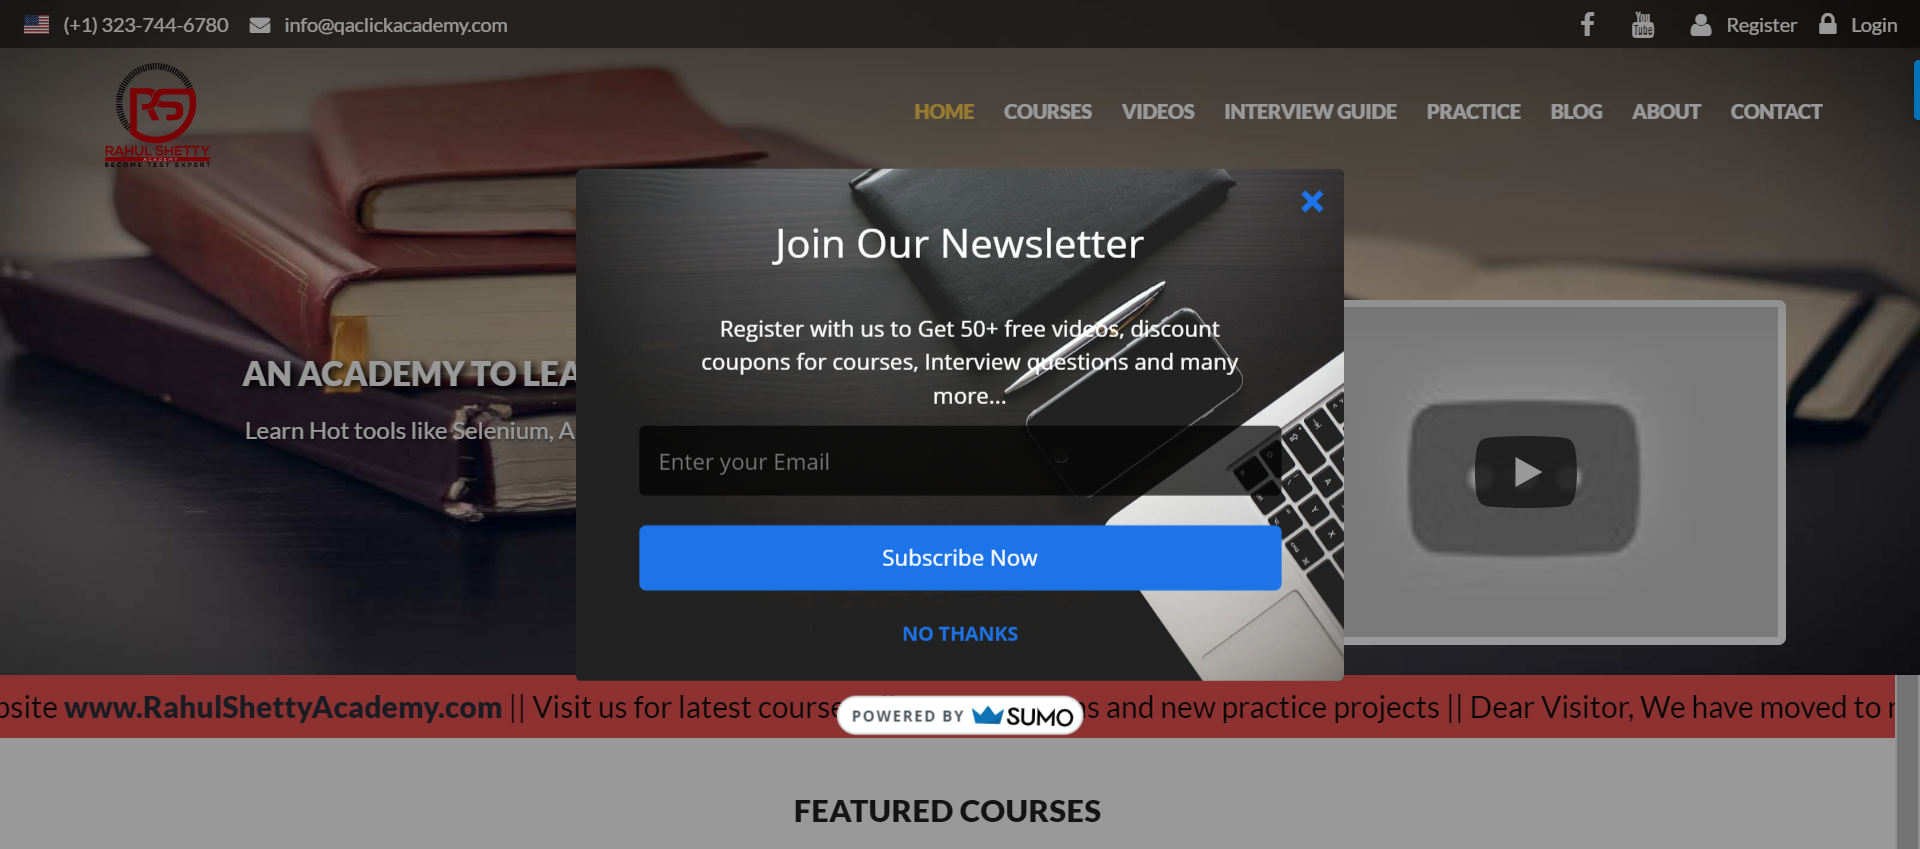 (+1) 323-744-6780 info@qaclickacademy.com Register Login
RAHUL SHETTY
ACADEMY
BECOME TEST EXPERT
HOME COURSES VIDEOS INTERVIEW GUIDE PRACTICE BLOG ABOUT CONTACT
Join Our Newsletter
Register with us to Get 50+ free videos, discount
coupons for courses, Interview questions and many
more...
AN ACADEMY TO
Learn Hot tools like Selenium,
Enter your Email
Subscribe Now
NO THANKS
www.RahulShettyAcademy.com || Visit us for latest and new practice projects || Dear Visitor, We have moved to
POWERED BY SUMO
FEATURED COURSES